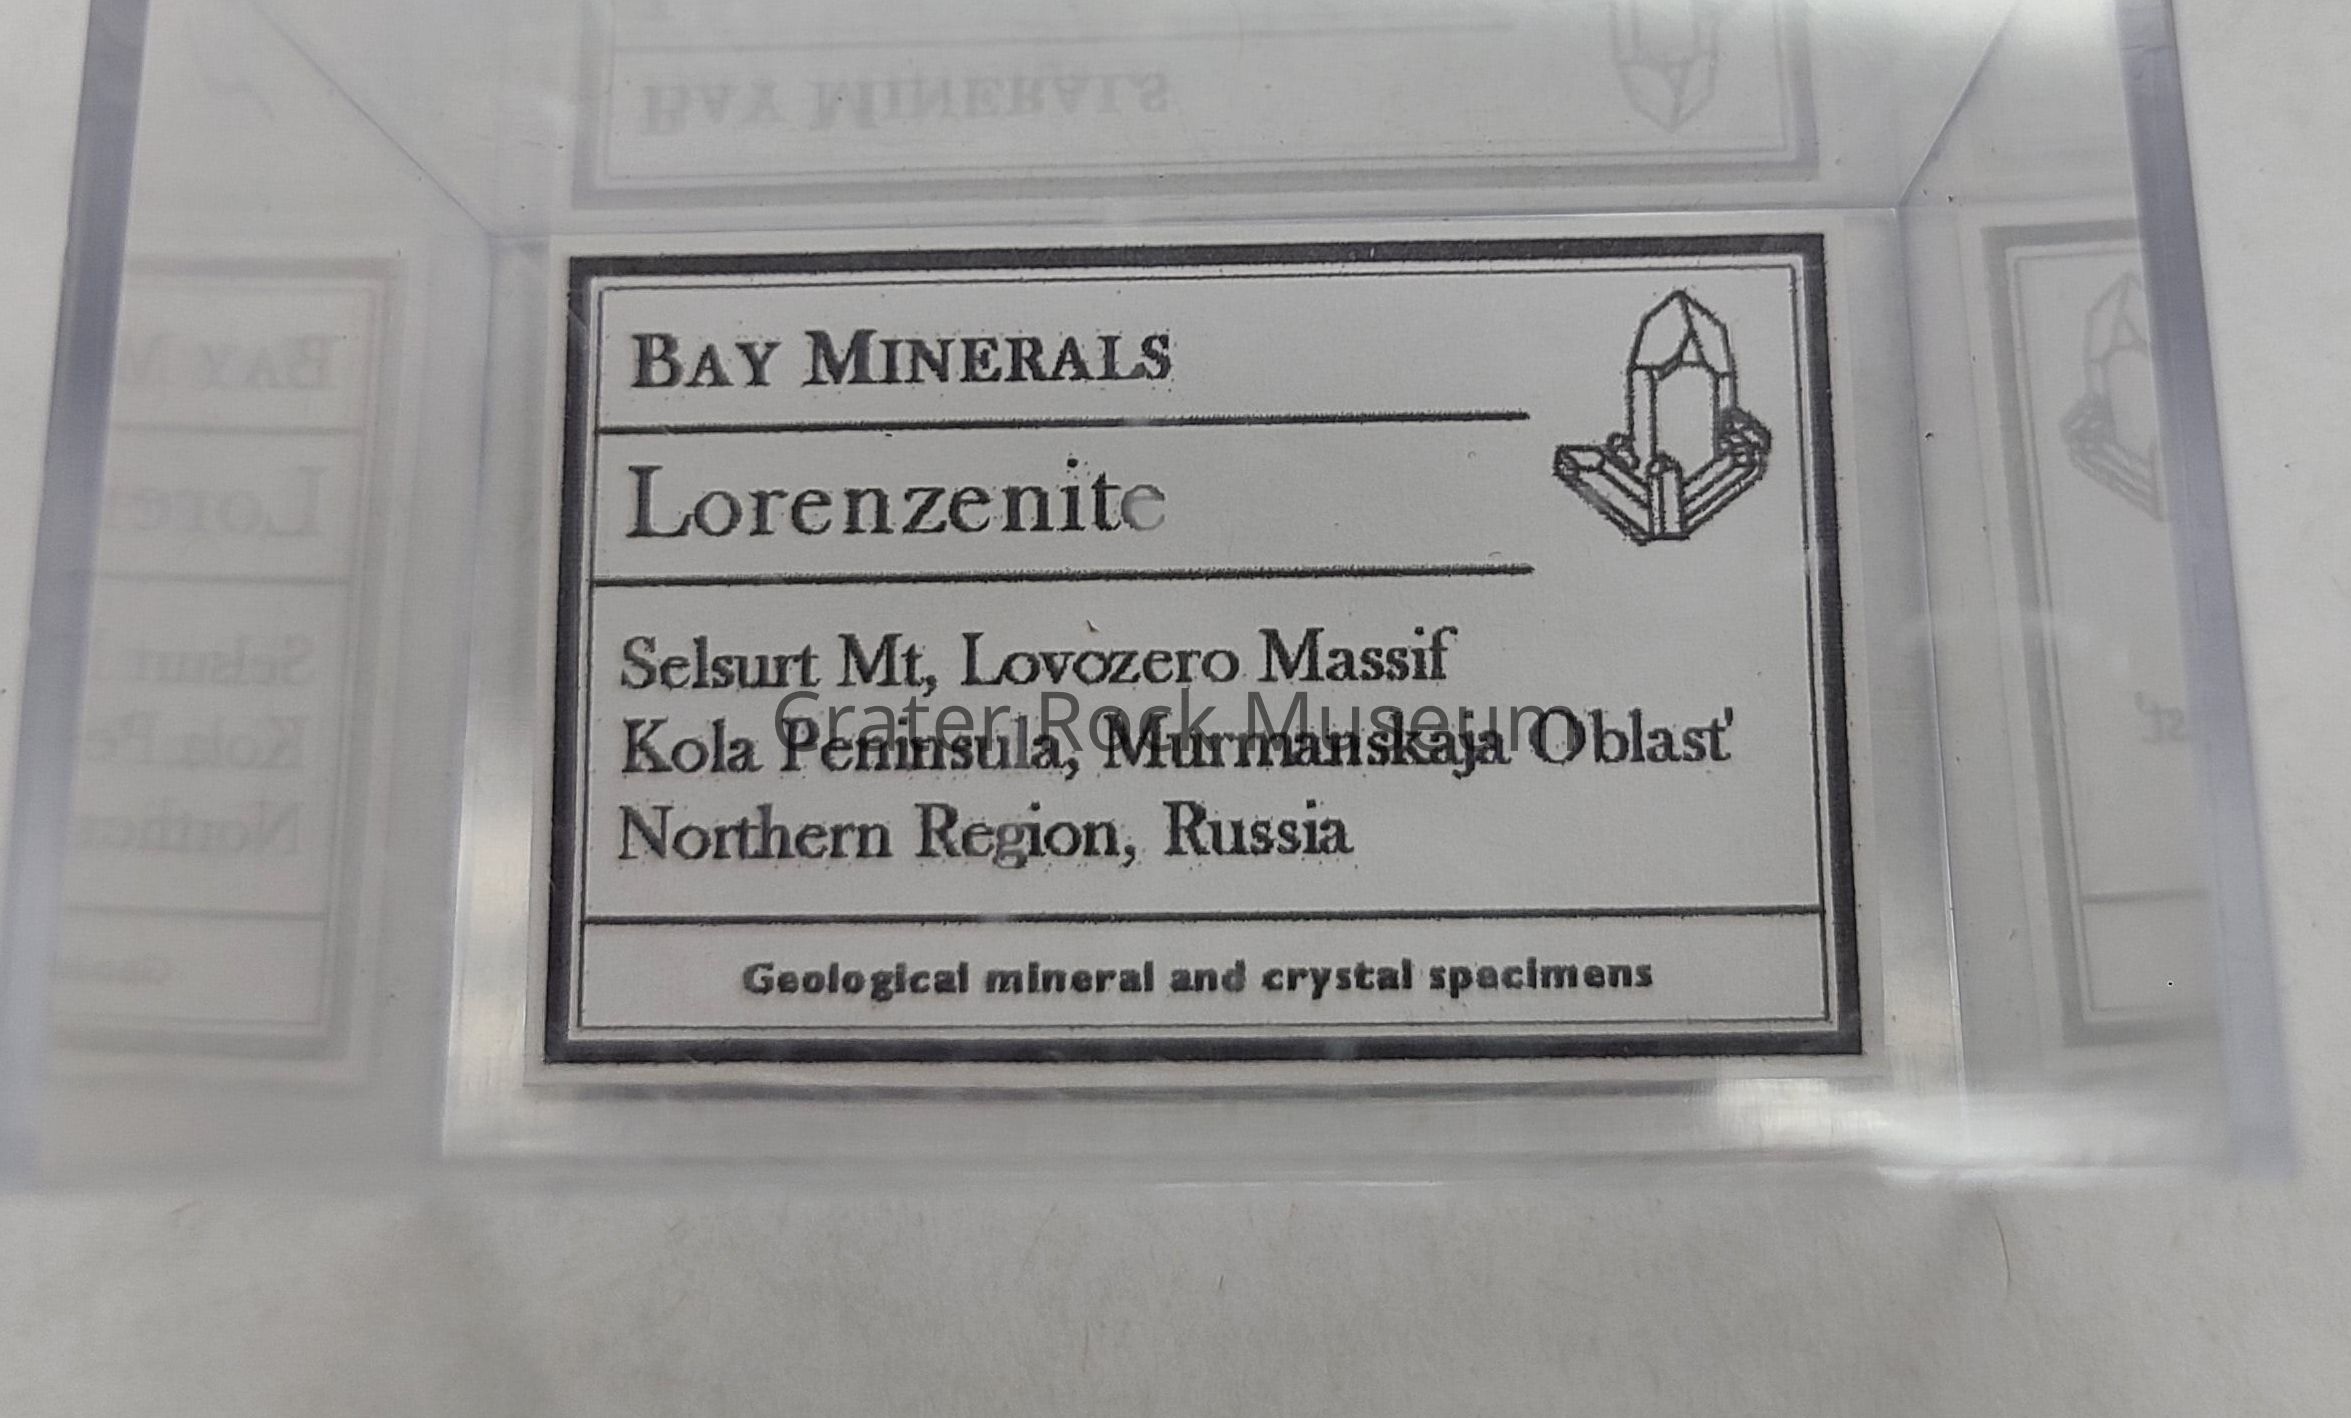 BAY MINERALS
Lorenzenite
Selsurt Mt, Lovozero Massif
Crater Rock Museum
Kola Peninsula, Murmanskaja Oblast'
Northern Region, Russia
Geological mineral and crystal specimens